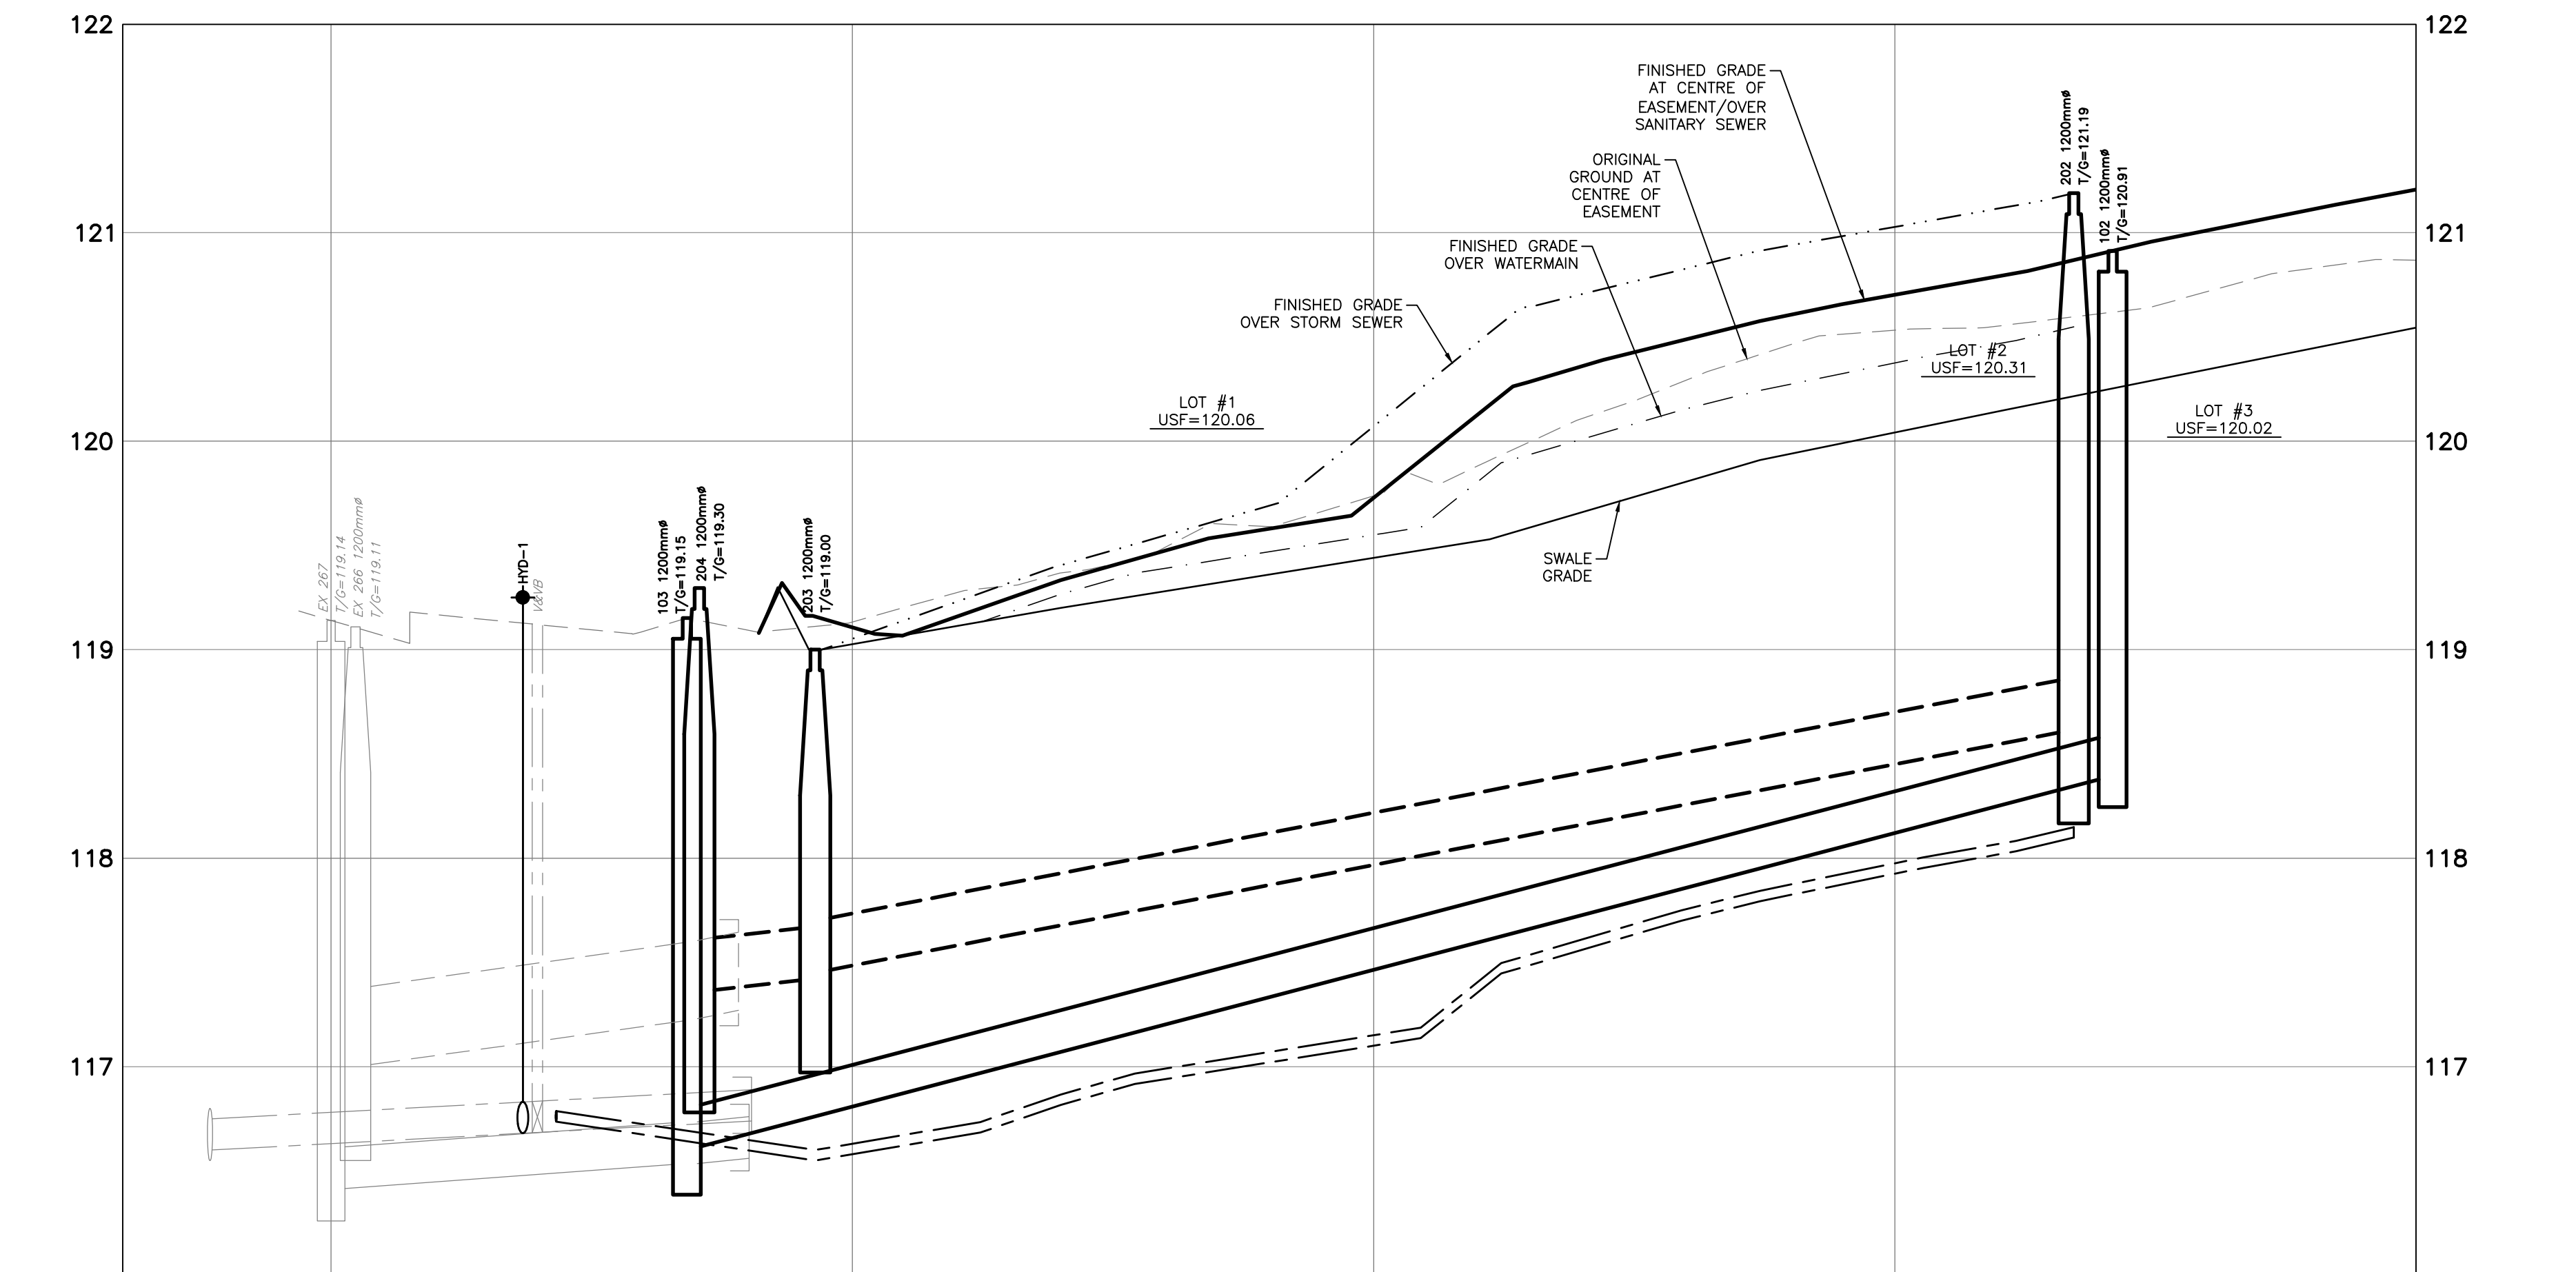 122
122
FINISHED GRADE
AT CENTRE OF
EASEMENT/OVER
SANITARY SEWER
ORIGINAL
GROUND AT
CENTRE OF
EASEMENT
202 1200mmø
T/G=121.19
102 1200mmø
T/G=120.91
121
121
FINISHED GRADE
OVER WATERMAIN
FINISHED GRADE
OVER STORM SEWER
LOT #2
USF=120.31
LOT #1
USF=120.06
LOT #3
USF=120.02
120
120
EX 267
T/G=119.14
EX 266 1200mmø
T/G=119.11
HYD-1
V&VB
103 1200mmø
T/G=119.15
204 1200mmø
T/G=119.30
203 1200mmø
T/G=119.00
SWALE
GRADE
119
119
118
118
117
117